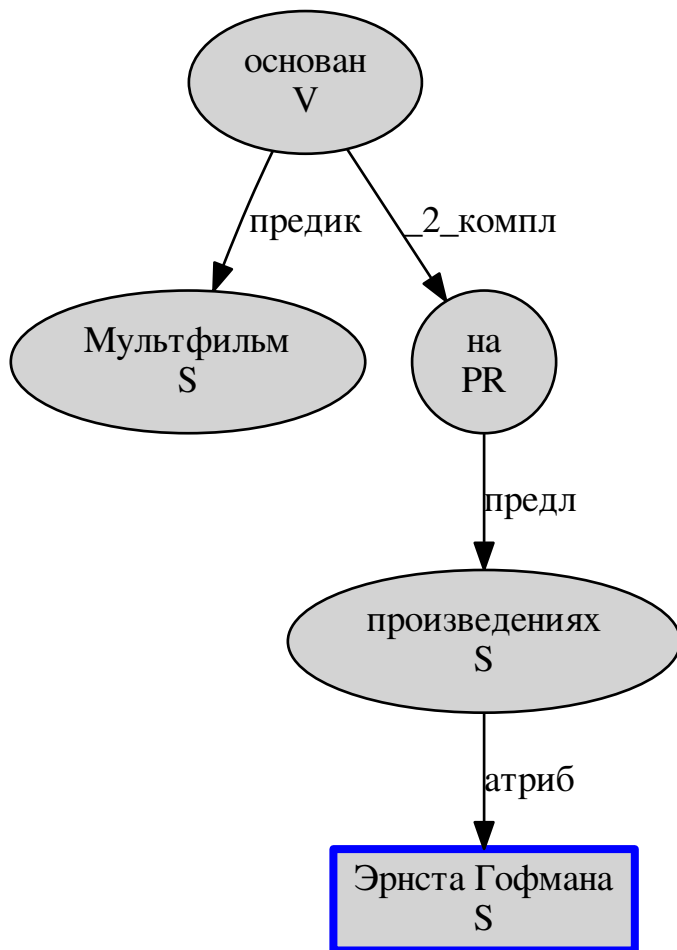 основан
V
предик
_2_компл
Мультфильм
S
на
PR
предл
произведениях
S
атриб
Эрнста Гофмана
S